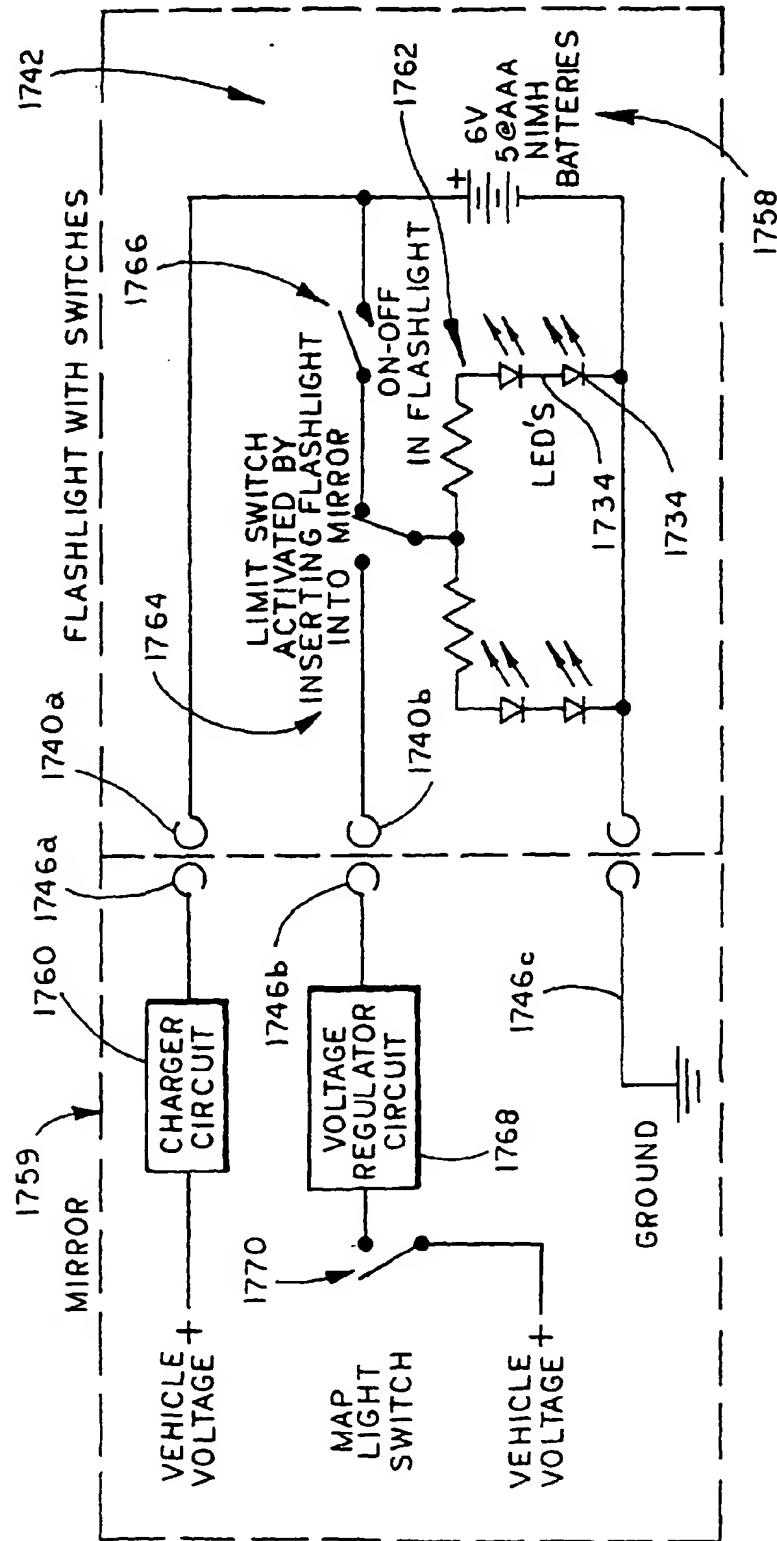 MIRROR
1759
1760
1746a
1740a
FLASHLIGHT WITH SWITCHES
1742
VEHICLE
VOLTAGE +
CHARGER
CIRCUIT
1764
LIMIT SWITCH
ACTIVATED BY
INSERTING FLASHLIGHT
INTO MIRROR
1766
ON-OFF
IN FLASHLIGHT
1762
+
6V
5@AAA
NIMH
BATTERIES
1758
MAP
LIGHT
SWITCH
1770
VOLTAGE
REGULATOR
CIRCUIT
1768
1746b
1740b
VEHICLE
VOLTAGE +
LED'S
1734
1734
GROUND
1746c